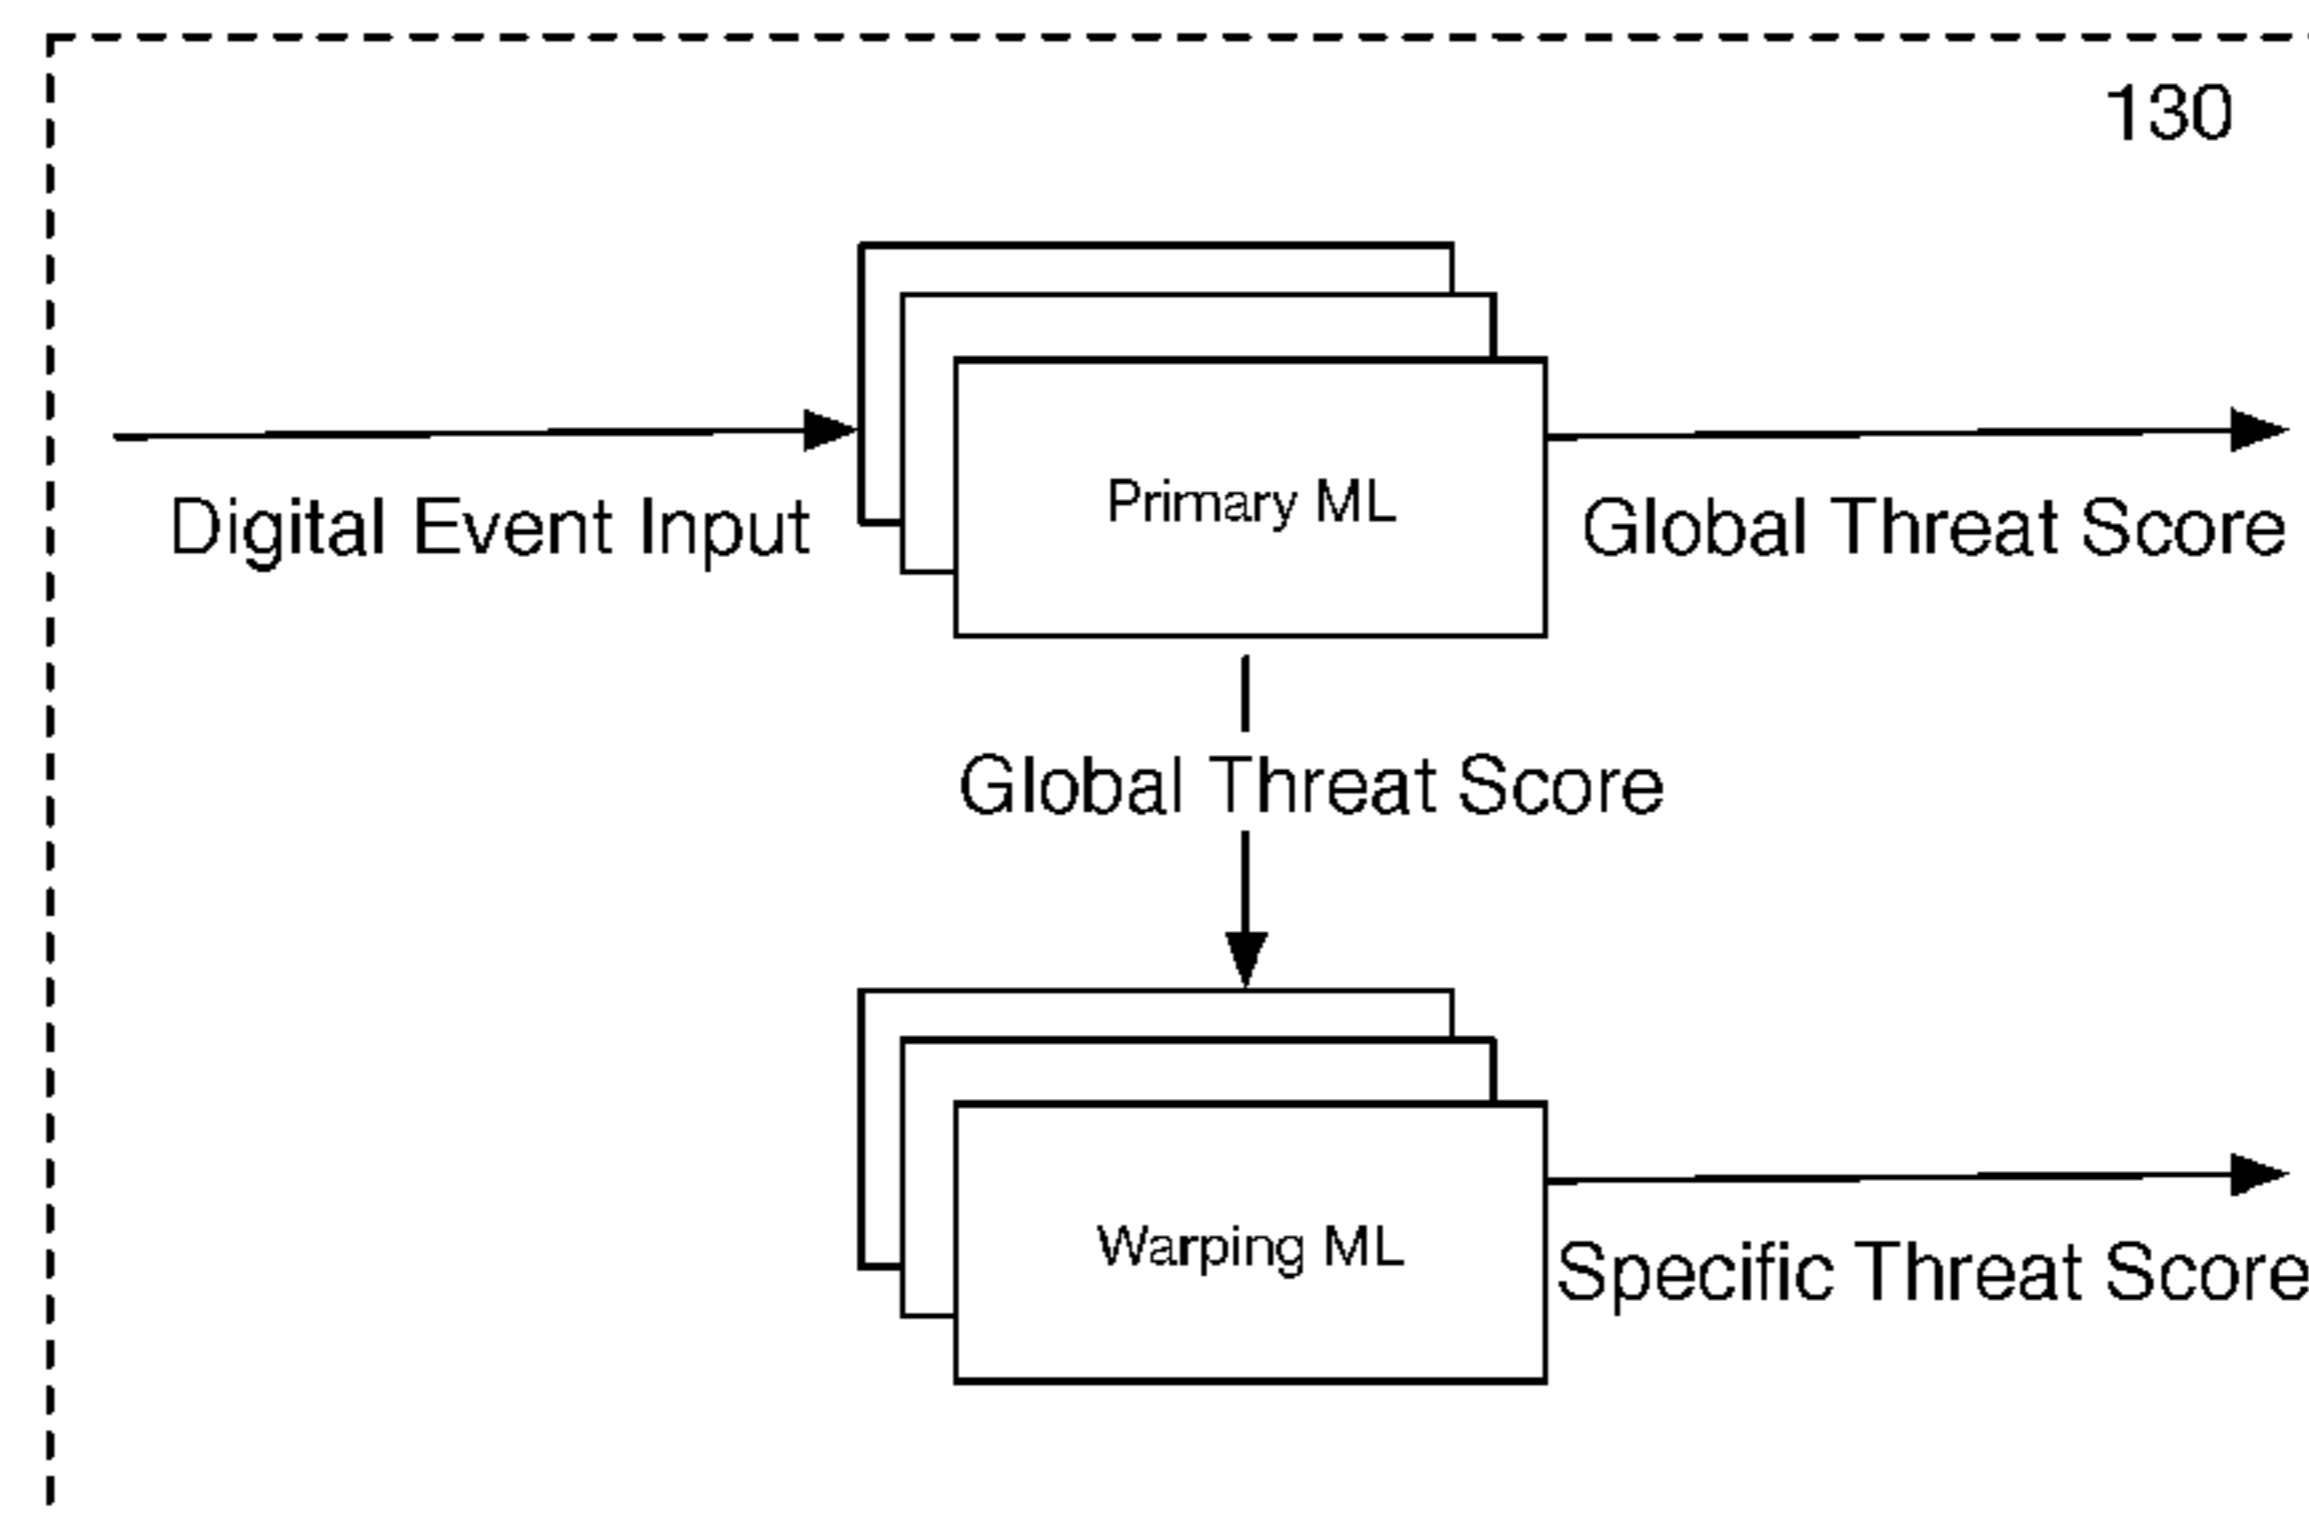 130
Primary ML
Digital Event Input
Global Threat Score
Global Threat Score
Warping ML
Specific Threat Score